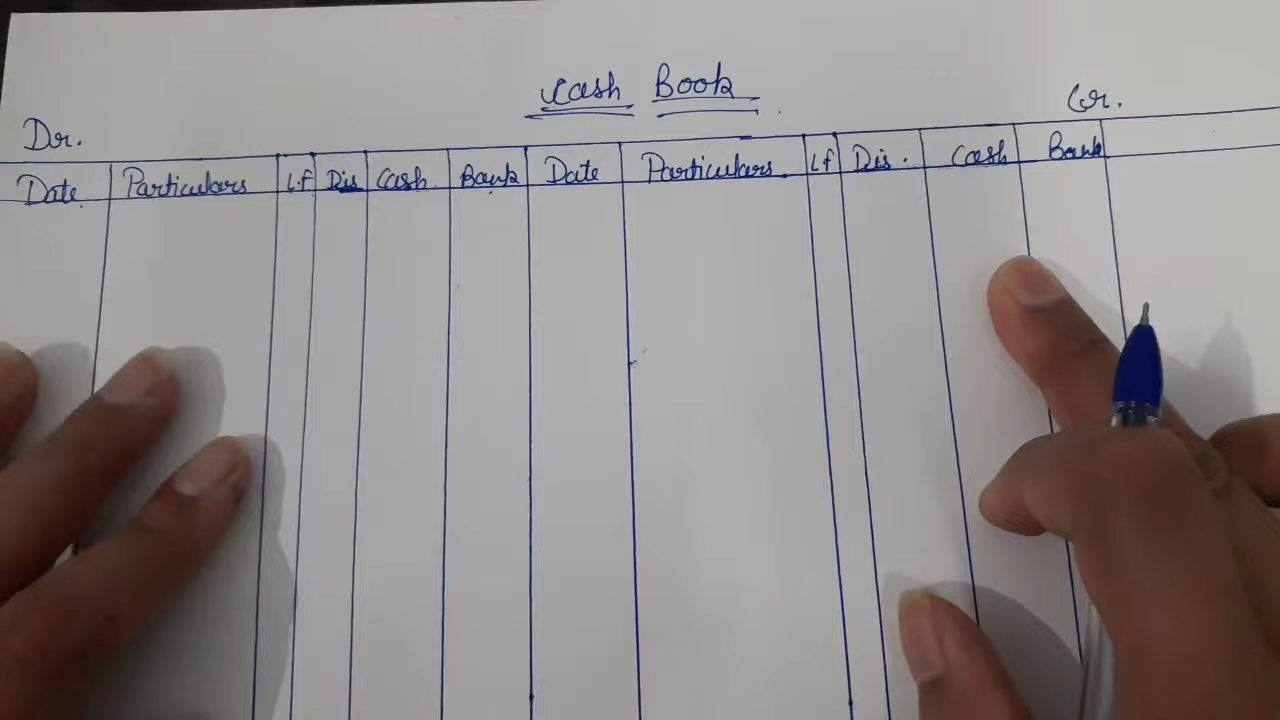 Cash Book
Dr. Cr.
Date Particulars L.f Dis Cash Bank Date Particulars Lf Dis. Cash Bank